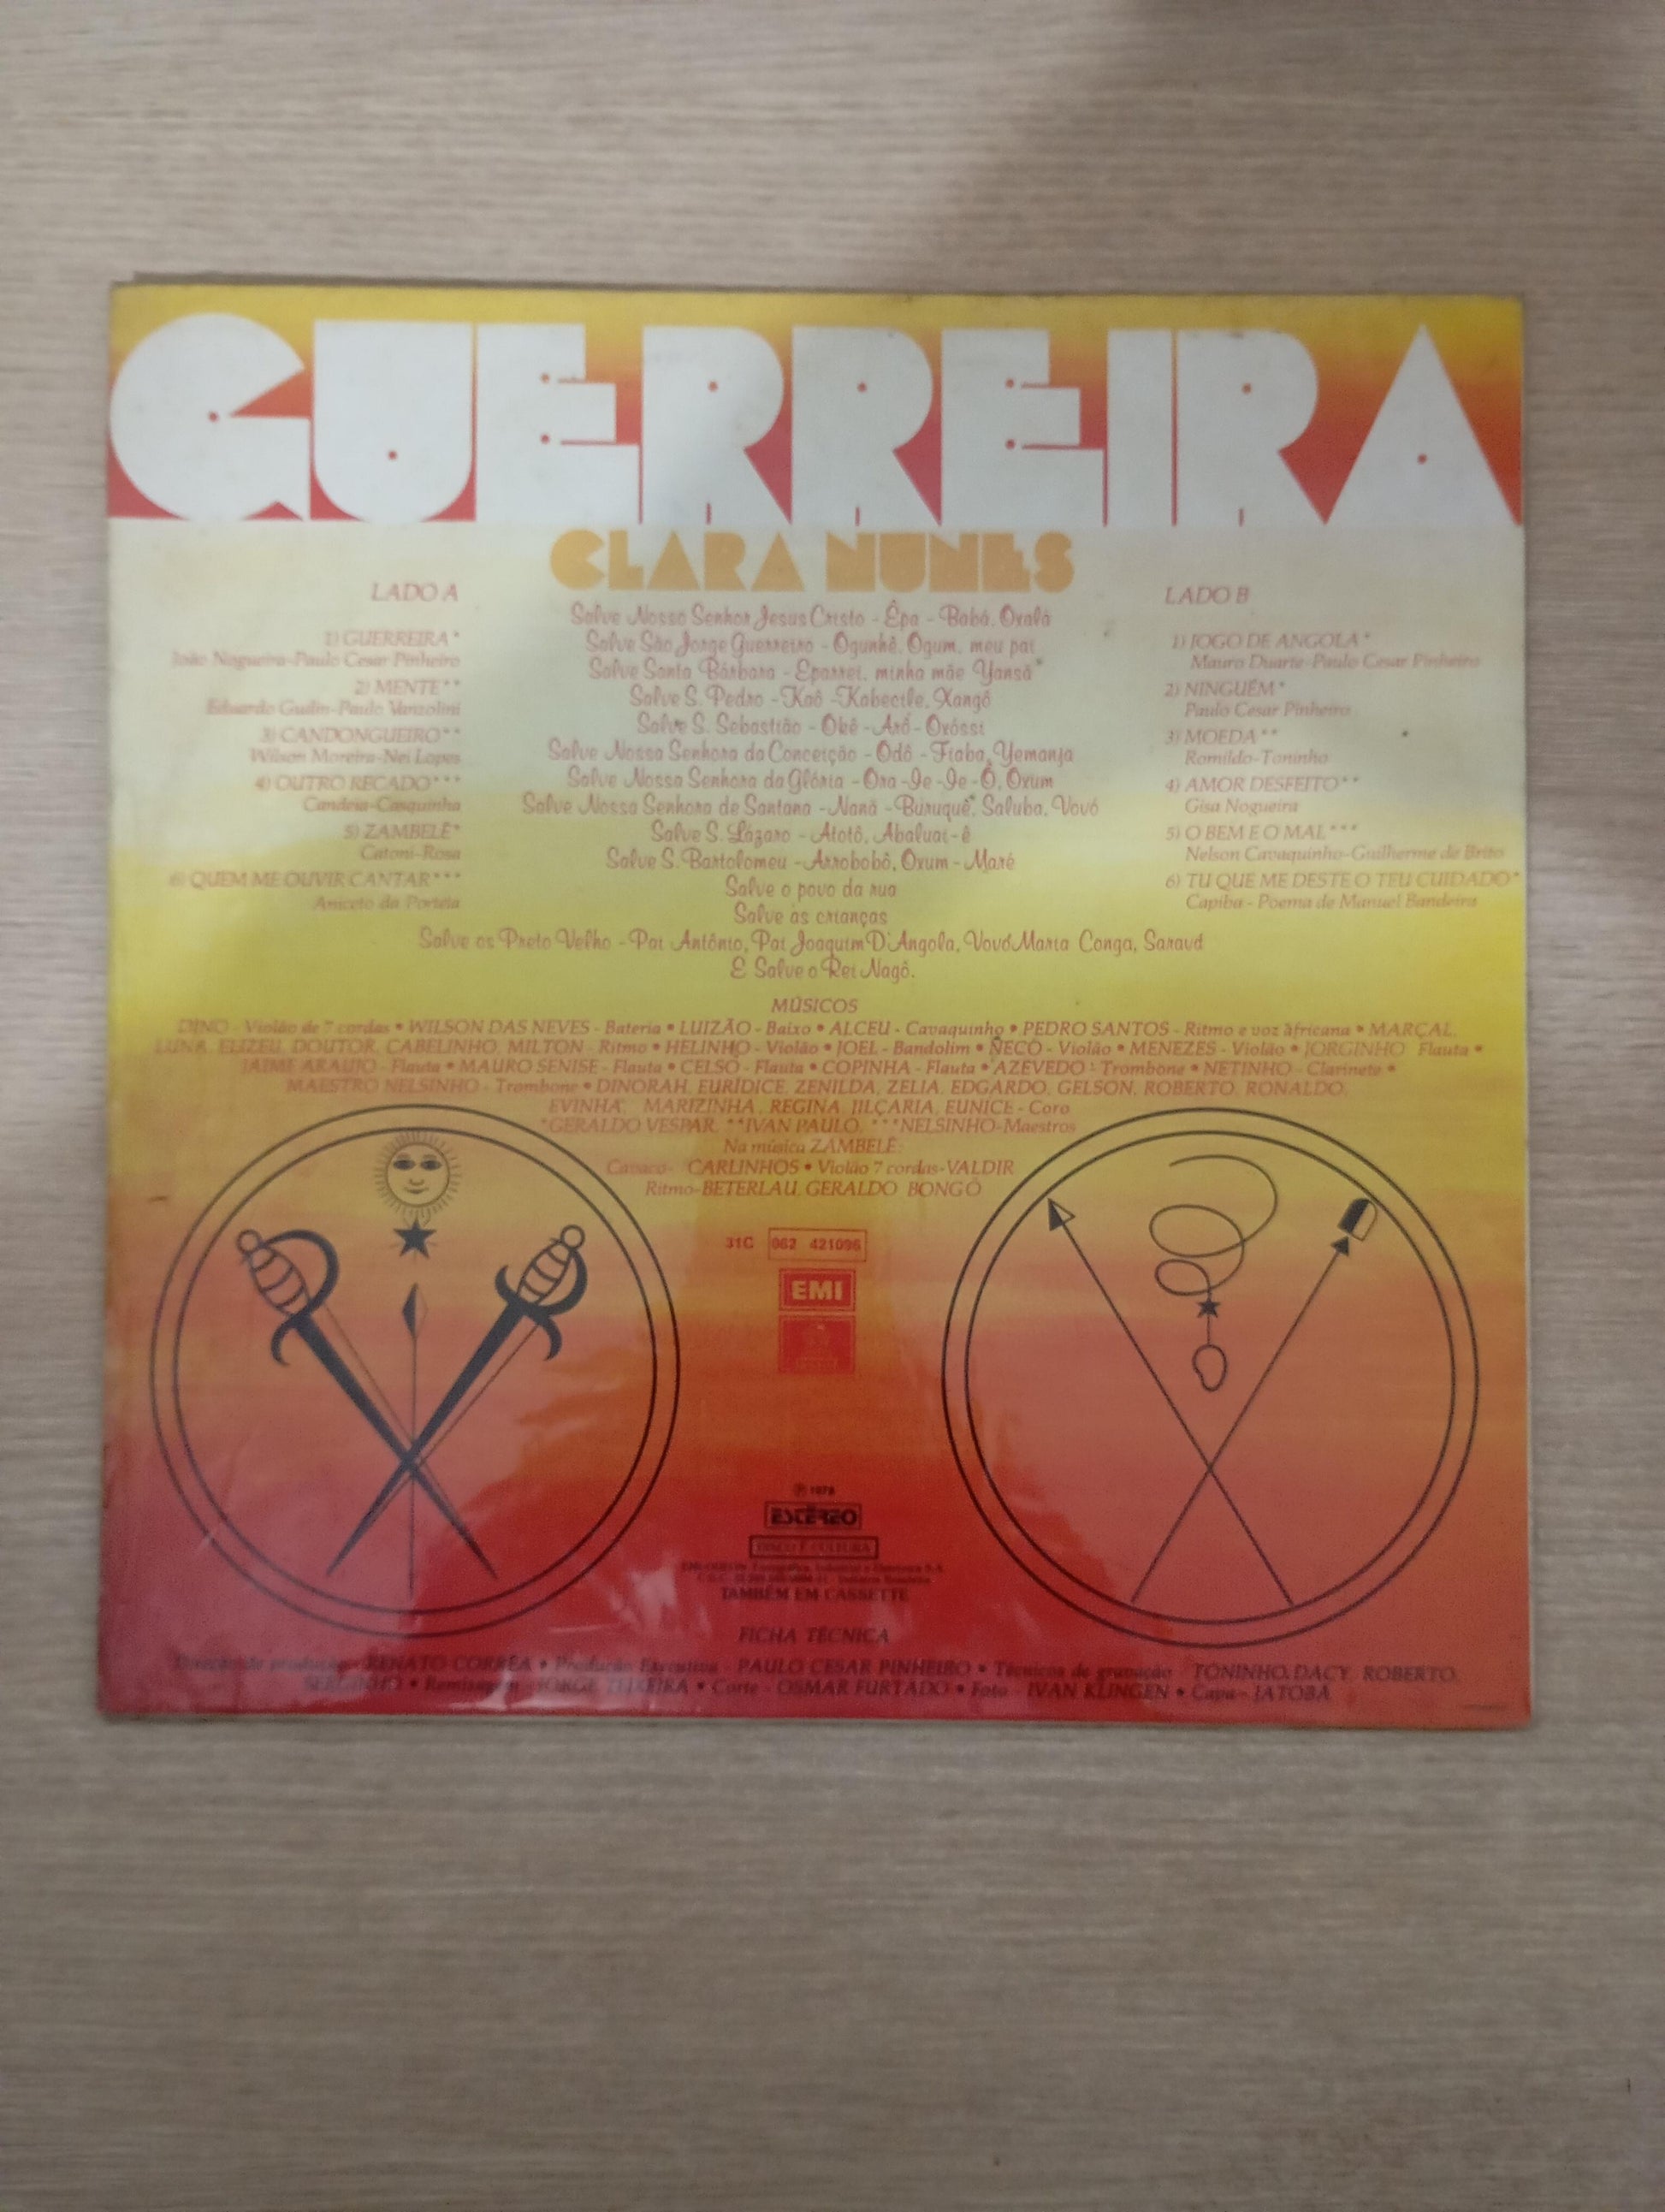 GUERREIRA
CLARA NUNES
LADO A
1) GUERREIRA*
João Nogueira-Paulo Cesar Pinheiro
2) MENTE**
Eduardo Gudin-Paulo Vanzolini
3) CANDONGUEIRO**
Wilson Moreira-Nei Lopes
4) OUTRO RECADO***
Candeia-Casquinha
5) ZAMBELÊ*
Catoni-Rosa
6) QUEM ME OUVIR CANTAR***
Aniceto da Portela
Salve Nosso Senhor Jesus Cristo - Êpa - Babá, Oxalá
Salve São Jorge Guerreiro - Ogunhê, Ogum, meu pai
Salve Santa Bárbara - Eparrei, minha mãe Yansã
Salve S. Pedro - Kaô - Kabecile, Xangô
Salve S. Sebastião - Okê - Arô - Oxóssi
Salve Nossa Senhora da Conceição - Odô - Fiaba, Yemanja
Salve Nossa Senhora da Glória - Ora - Ie - Ie - Ô, Oxum
Salve Nossa Senhora de Santana - Nanã - Buruquê, Saluba, Vovó
Salve S. Lázaro - Atotô, Abaluai-ê
Salve S. Bartolomeu - Arrobobô, Oxum - Maré
Salve o povo da rua
Salve as crianças
Salve os Preto Velho - Pai Antônio, Pai Joaquim D'Angola, Vovó Maria Conga, Saravá
E Salve o Rei Nagô.
LADO B
1) JOGO DE ANGOLA*
Mauro Duarte-Paulo Cesar Pinheiro
2) NINGUÉM*
Paulo Cesar Pinheiro
3) MOEDA**
Romildo-Toninho
4) AMOR DESFEITO**
Gisa Nogueira
5) O BEM E O MAL***
Nelson Cavaquinho-Guilherme de Brito
6) TU QUE ME DESTE O TEU CUIDADO*
Capiba - Poema de Manuel Bandeira
MÚSICOS
DINO - Violão de 7 cordas • WILSON DAS NEVES - Bateria • LUIZÃO - Baixo • ALCEU - Cavaquinho • PEDRO SANTOS - Ritmo e voz africana • MARÇAL,
LUNA, ELIZEU, DOUTOR, CABELINHO, MILTON - Ritmo • HELINHO - Violão • JOEL - Bandolim • NECO - Violão • MENEZES - Violão • JORGINHO Flauta •
JAIME ARAUJO - Flauta • MAURO SENISE - Flauta • CELSO - Flauta • COPINHA - Flauta • AZEVEDO - Trombone • NETINHO - Clarinete •
MAESTRO NELSINHO - Trombone • DINORAH, EURÍDICE, ZENILDA, ZELIA, EDGARDO, GELSON, ROBERTO, RONALDO,
EVINHA, MARIZINHA, REGINA, JILÇARIA, EUNICE - Coro
*GERALDO VESPAR, **IVAN PAULO, ***NELSINHO-Maestros
Na música ZAMBELÊ:
CARLINHOS • Violão 7 cordas-VALDIR
Ritmo-BETERLAU, GERALDO BONGÔ
31C 062 421096
EMI
℗ 1978
ESTÉREO
DISCO É CULTURA
TAMBÉM EM CASSETTE
FICHA TÉCNICA
Direção de produção - RENATO CORRÊA • Produção Executiva - PAULO CESAR PINHEIRO • Técnicos de gravação - TONINHO, DACY, ROBERTO,
SERGINHO • Remixagem - JORGE TEIXEIRA • Corte - OSMAR FURTADO • Foto - IVAN KLINGEN • Capa - JATOBÁ